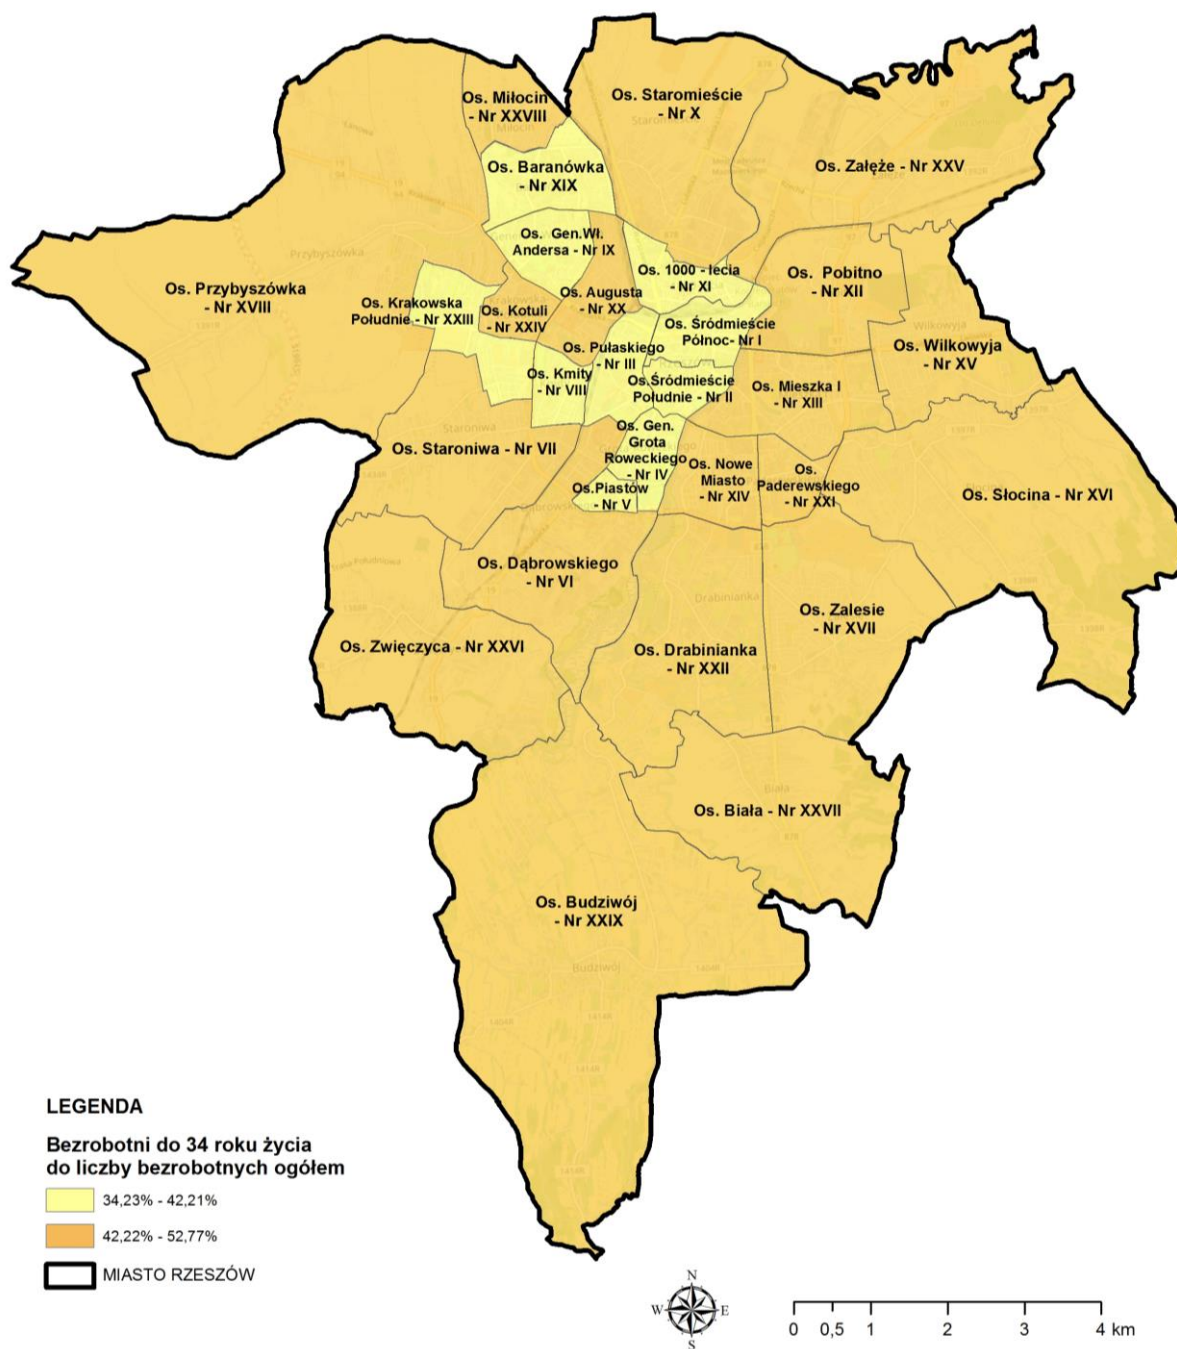 Os. Miłocin
- Nr XXVIII
Os. Staromieście
- Nr X
Os. Baranówka
- Nr XIX
Os. Załęże - Nr XXV
Os. Gen.Wł.
Andersa - Nr IX
Os. 1000 - lecia
- Nr XI
Os. Pobitno
- Nr XII
Os. Przybyszówka
- Nr XVIII
Os. Krakowska
Południe - Nr XXIII
Os. Kotuli
- Nr XXIV
Os. Augusta
- Nr XX
Os. Śródmieście
Północ- Nr I
Os. Wilkowyja
- Nr XV
Os. Pułaskiego
- Nr III
Os. Kmity
- Nr VIII
Os.Śródmieście
Południe - Nr II
Os. Mieszka I
- Nr XIII
Os. Staroniwa - Nr VII
Os. Gen.
Grota
Roweckiego
- Nr IV
Os. Nowe
Miasto
- Nr XIV
Os.
Paderewskiego
- Nr XXI
Os.Piastów
- Nr V
Os. Słocina - Nr XVI
Os. Dąbrowskiego
- Nr VI
Os. Zalesie
- Nr XVII
Os. Zwięczyca - Nr XXVI
Os. Drabinianka
- Nr XXII
Os. Biała - Nr XXVII
Os. Budziwój
- Nr XXIX
Przybyszówka
Staroniwa
Drabinianka
Wilkowyja
Biała
Budziwój
LEGENDA
Bezrobotni do 34 roku życia
do liczby bezrobotnych ogółem
34,23% - 42,21%
42,22% - 52,77%
MIASTO RZESZÓW
N
W E
S
0 0,5 1 2 3 4 km